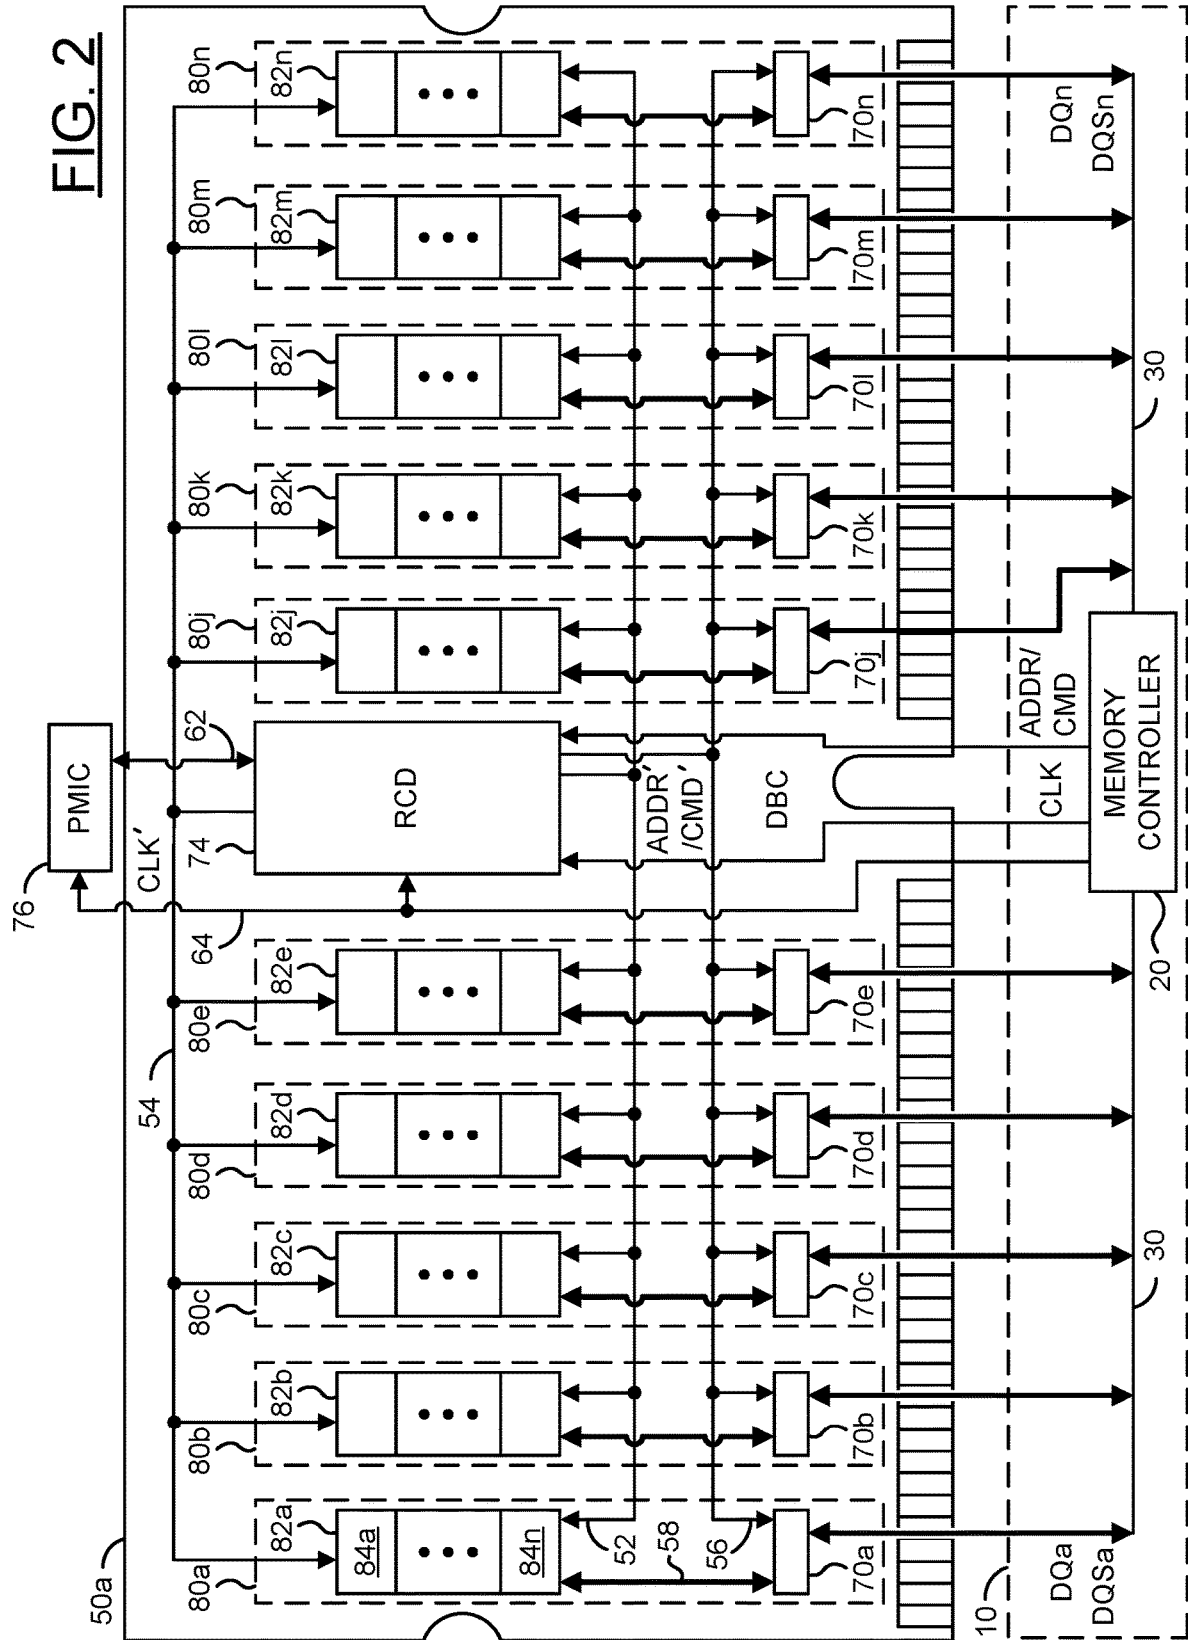 FIG. 2
50a
76
PMIC
62
64
CLK′
74
54
80a
82a
80b
82b
80c
82c
80d
82d
80e
82e
80j
82j
80k
82k
80l
82l
80m
82m
80n
82n
84a
84n
RCD
52
58
56
ADDR′
/CMD′
DBC
70a
70b
70c
70d
70e
70j
70k
70l
70m
70n
10
DQa
DQSa
30
20
CLK
ADDR/
CMD
MEMORY
CONTROLLER
30
DQn
DQSn